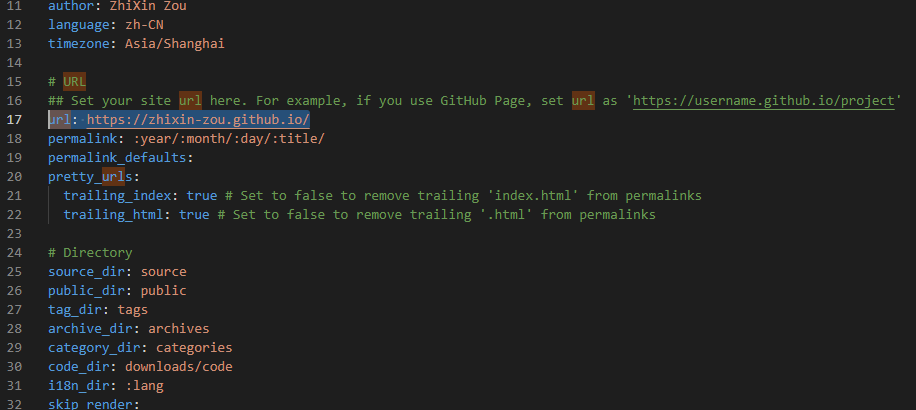 11 author: ZhiXin Zou
12 language: zh-CN
13 timezone: Asia/Shanghai
14
15 # URL
16 ## Set your site url here. For example, if you use GitHub Page, set url as 'https://username.github.io/project'
17 url: https://zhixin-zou.github.io/
18 permalink: :year/:month/:day/:title/
19 permalink_defaults:
20 pretty_urls:
21 trailing_index: true # Set to false to remove trailing 'index.html' from permalinks
22 trailing_html: true # Set to false to remove trailing '.html' from permalinks
23
24 # Directory
25 source_dir: source
26 public_dir: public
27 tag_dir: tags
28 archive_dir: archives
29 category_dir: categories
30 code_dir: downloads/code
31 i18n_dir: :lang
32 skip_render: